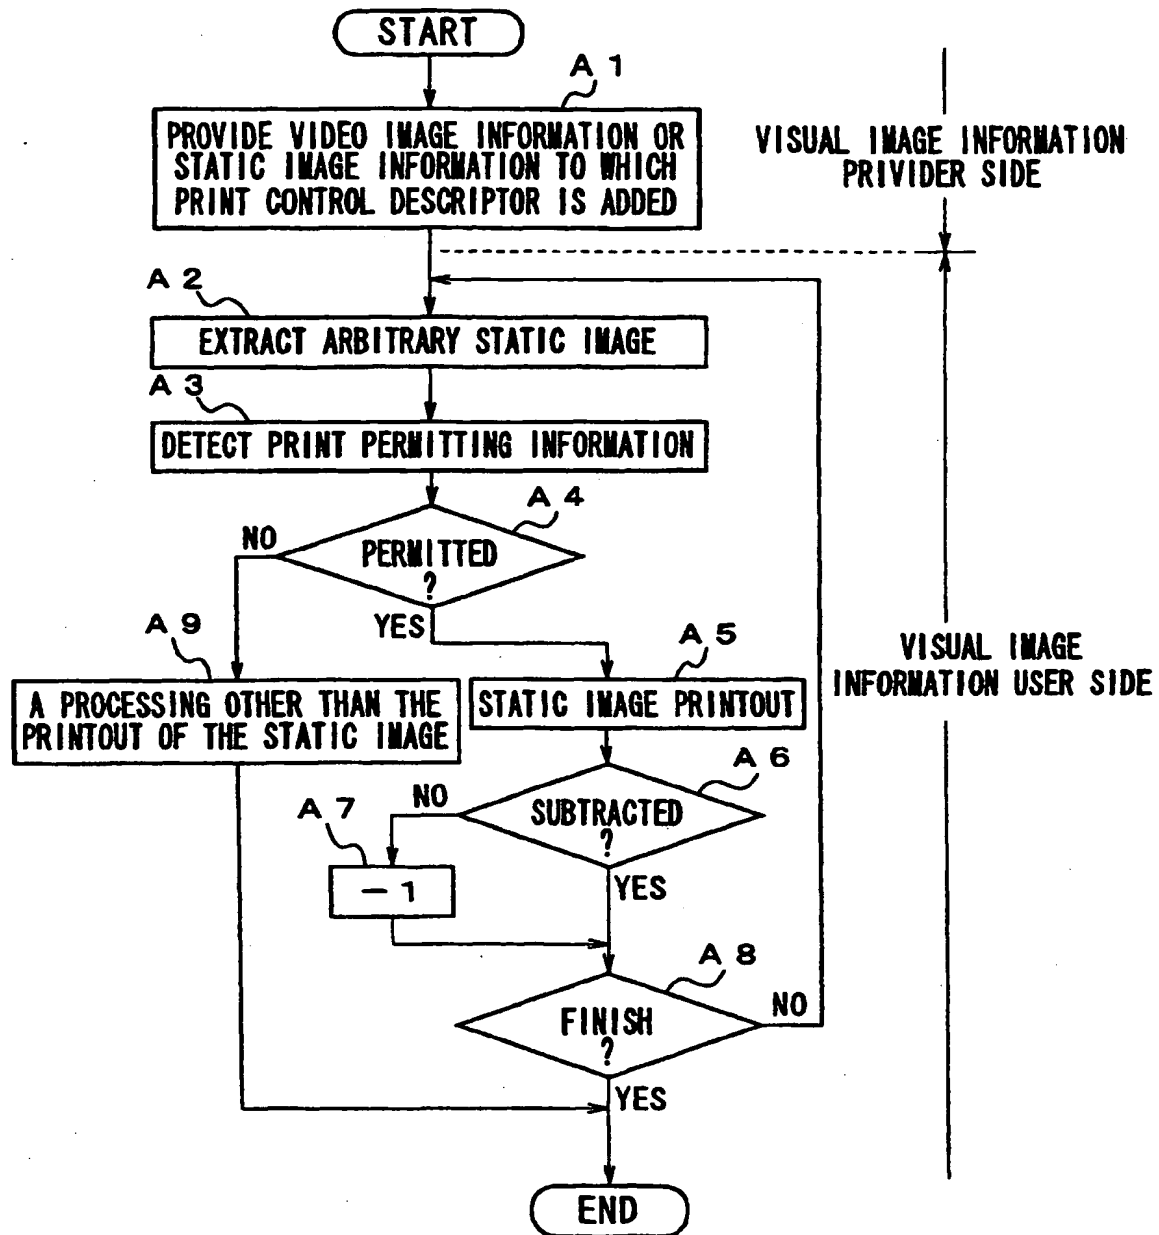 START
A 1
PROVIDE VIDEO IMAGE INFORMATION OR
STATIC IMAGE INFORMATION TO WHICH
PRINT CONTROL DESCRIPTOR IS ADDED
VISUAL IMAGE INFORMATION
PRIVIDER SIDE
A 2
EXTRACT ARBITRARY STATIC IMAGE
A 3
DETECT PRINT PERMITTING INFORMATION
A 4
NO
PERMITTED
?
YES
A 9
A PROCESSING OTHER THAN THE
PRINTOUT OF THE STATIC IMAGE
A 5
STATIC IMAGE PRINTOUT
VISUAL IMAGE
INFORMATION USER SIDE
A 6
NO
SUBTRACTED
?
A 7
- 1
YES
A 8
FINISH
?
NO
YES
END